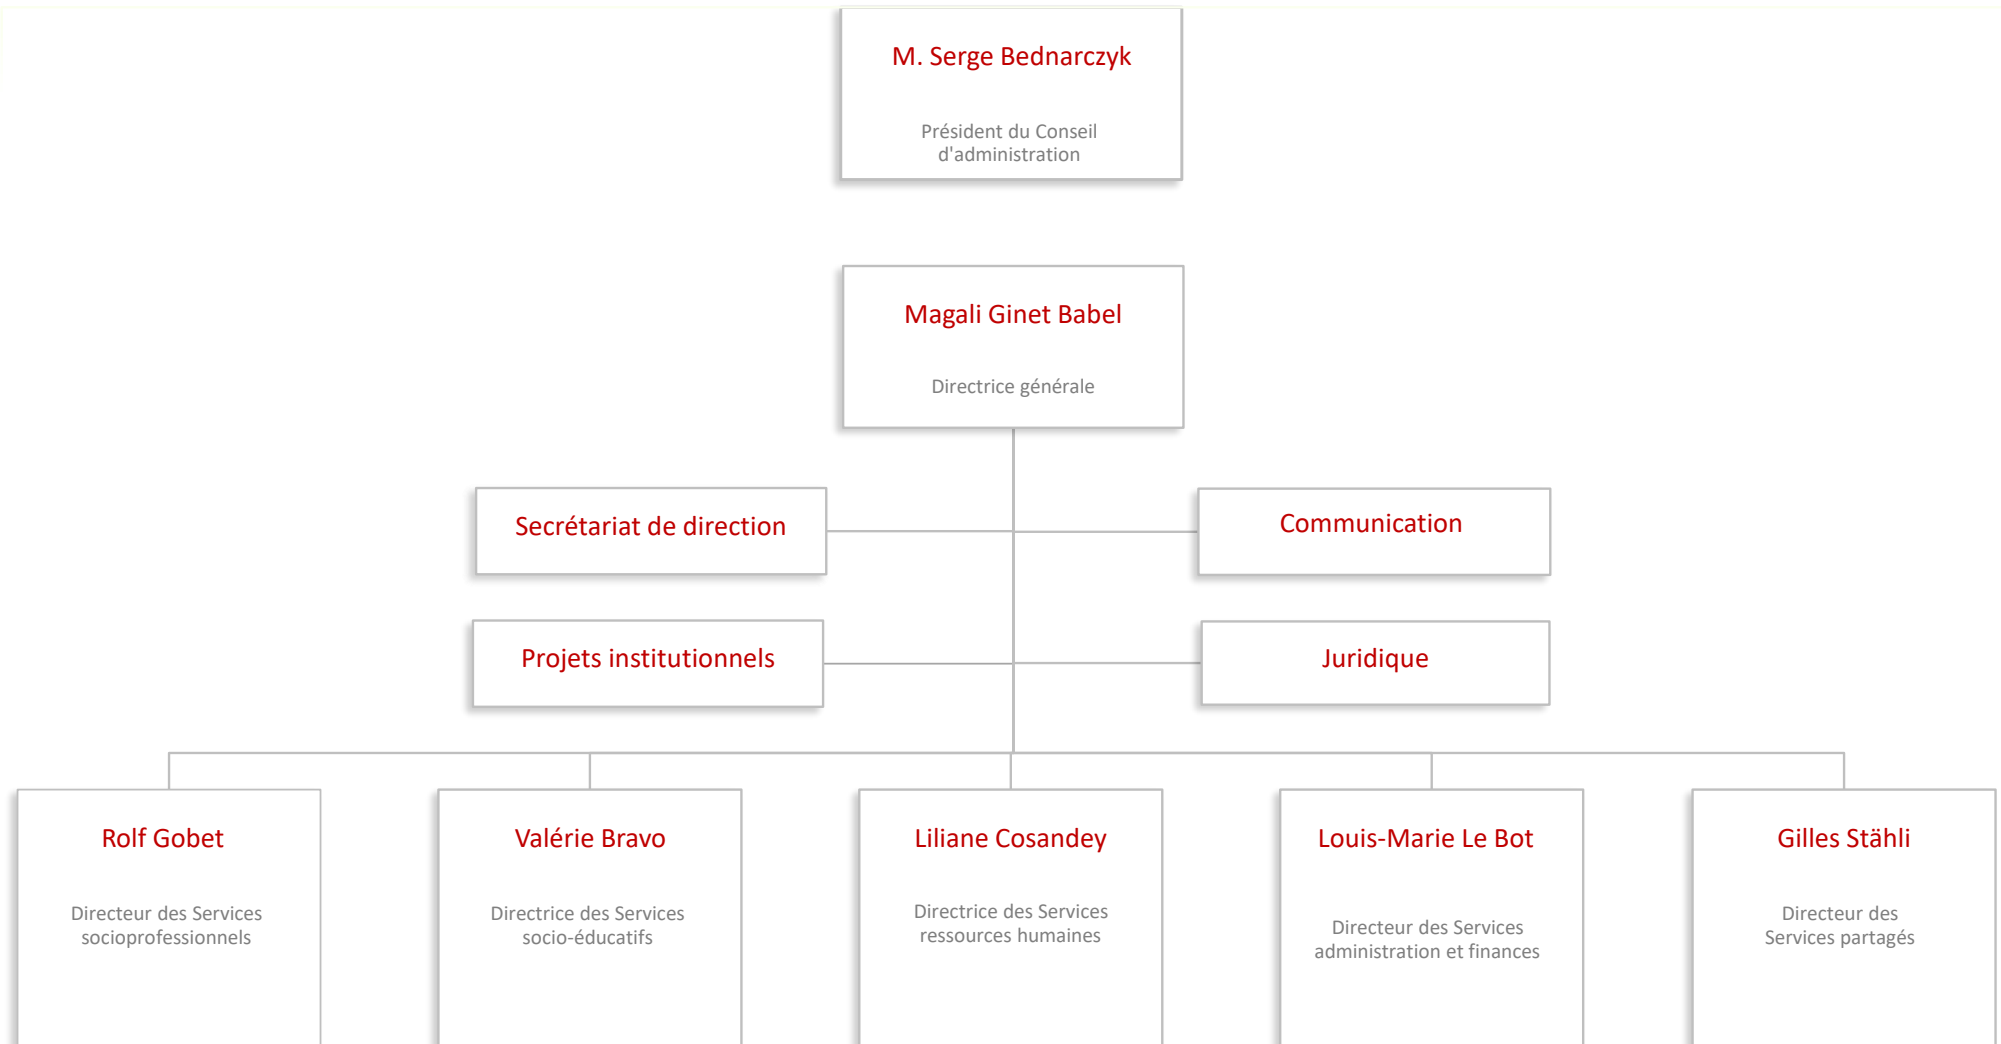 M. Serge Bednarczyk
Président du Conseil
d'administration
Magali Ginet Babel
Directrice générale
Secrétariat de direction
Communication
Projets institutionnels
Juridique
Rolf Gobet
Directeur des Services
socioprofessionnels
Valérie Bravo
Directrice des Services
socio-éducatifs
Liliane Cosandey
Directrice des Services
ressources humaines
Louis-Marie Le Bot
Directeur des Services
administration et finances
Gilles Stähli
Directeur des
Services partagés